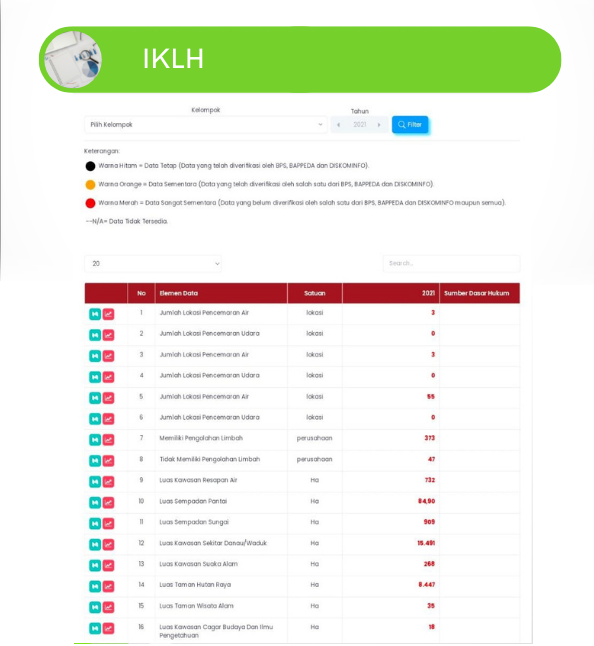 IKLH
Kelompok
Tahun
Pilih Kelompok
2021
Filter
Keterangan:
Warna Hitam = Data Tetap (Data yang telah diverifikasi oleh BPS, BAPPEDA dan DISKOMINFO).
Warna Orange = Data Sementara (Data yang telah diverifikasi oleh salah satu dari BPS, BAPPEDA dan DISKOMINFO).
Warna Merah = Data Sangat Sementara (Data yang belum diverifikasi oleh salah satu dari BPS, BAPPEDA dan DISKOMINFO maupun semua).
--N/A= Data Tidak Tersedia.
20
Search...
No Elemen Data Satuan 2021 Sumber Dasar Hukum
1 Jumlah Lokasi Pencemaran Air lokasi 3
2 Jumlah Lokasi Pencemaran Udara lokasi 0
3 Jumlah Lokasi Pencemaran Air lokasi 3
4 Jumlah Lokasi Pencemaran Udara lokasi 0
5 Jumlah Lokasi Pencemaran Air lokasi 55
6 Jumlah Lokasi Pencemaran Udara lokasi 0
7 Memiliki Pengolahan Limbah perusahaan 373
8 Tidak Memiliki Pengolahan Limbah perusahaan 47
9 Luas Kawasan Resapan Air Ha 732
10 Luas Sempadan Pantai Ha 84,90
11 Luas Sempadan Sungai Ha 909
12 Luas Kawasan Sekitar Danau/Waduk Ha 15.491
13 Luas Kawasan Suaka Alam Ha 268
14 Luas Taman Hutan Raya Ha 8.447
15 Luas Taman Wisata Alam Ha 35
16 Luas Kawasan Cagar Budaya Dan Ilmu Ha 18
Pengetahuan